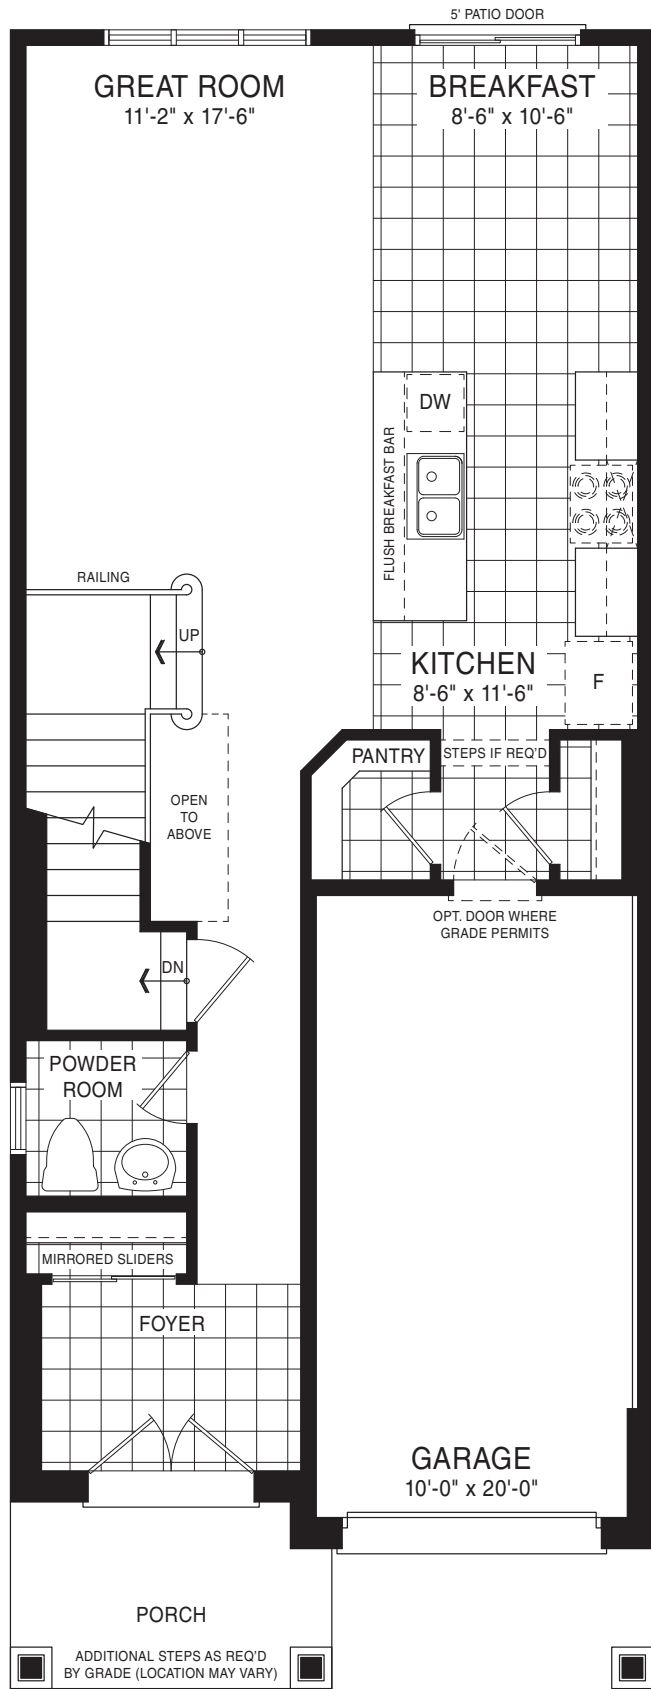 5' PATIO DOOR
GREAT ROOM
11'-2" x 17'-6"
BREAKFAST
8'-6" x 10'-6"
DW
FLUSH BREAKFAST BAR
RAILING
UP
KITCHEN
8'-6" x 11'-6"
F
PANTRY
STEPS IF REQ'D
OPEN
TO
ABOVE
OPT. DOOR WHERE
GRADE PERMITS
DN
POWDER
ROOM
MIRRORED SLIDERS
FOYER
GARAGE
10'-0" x 20'-0"
PORCH
ADDITIONAL STEPS AS REQ'D
BY GRADE (LOCATION MAY VARY)